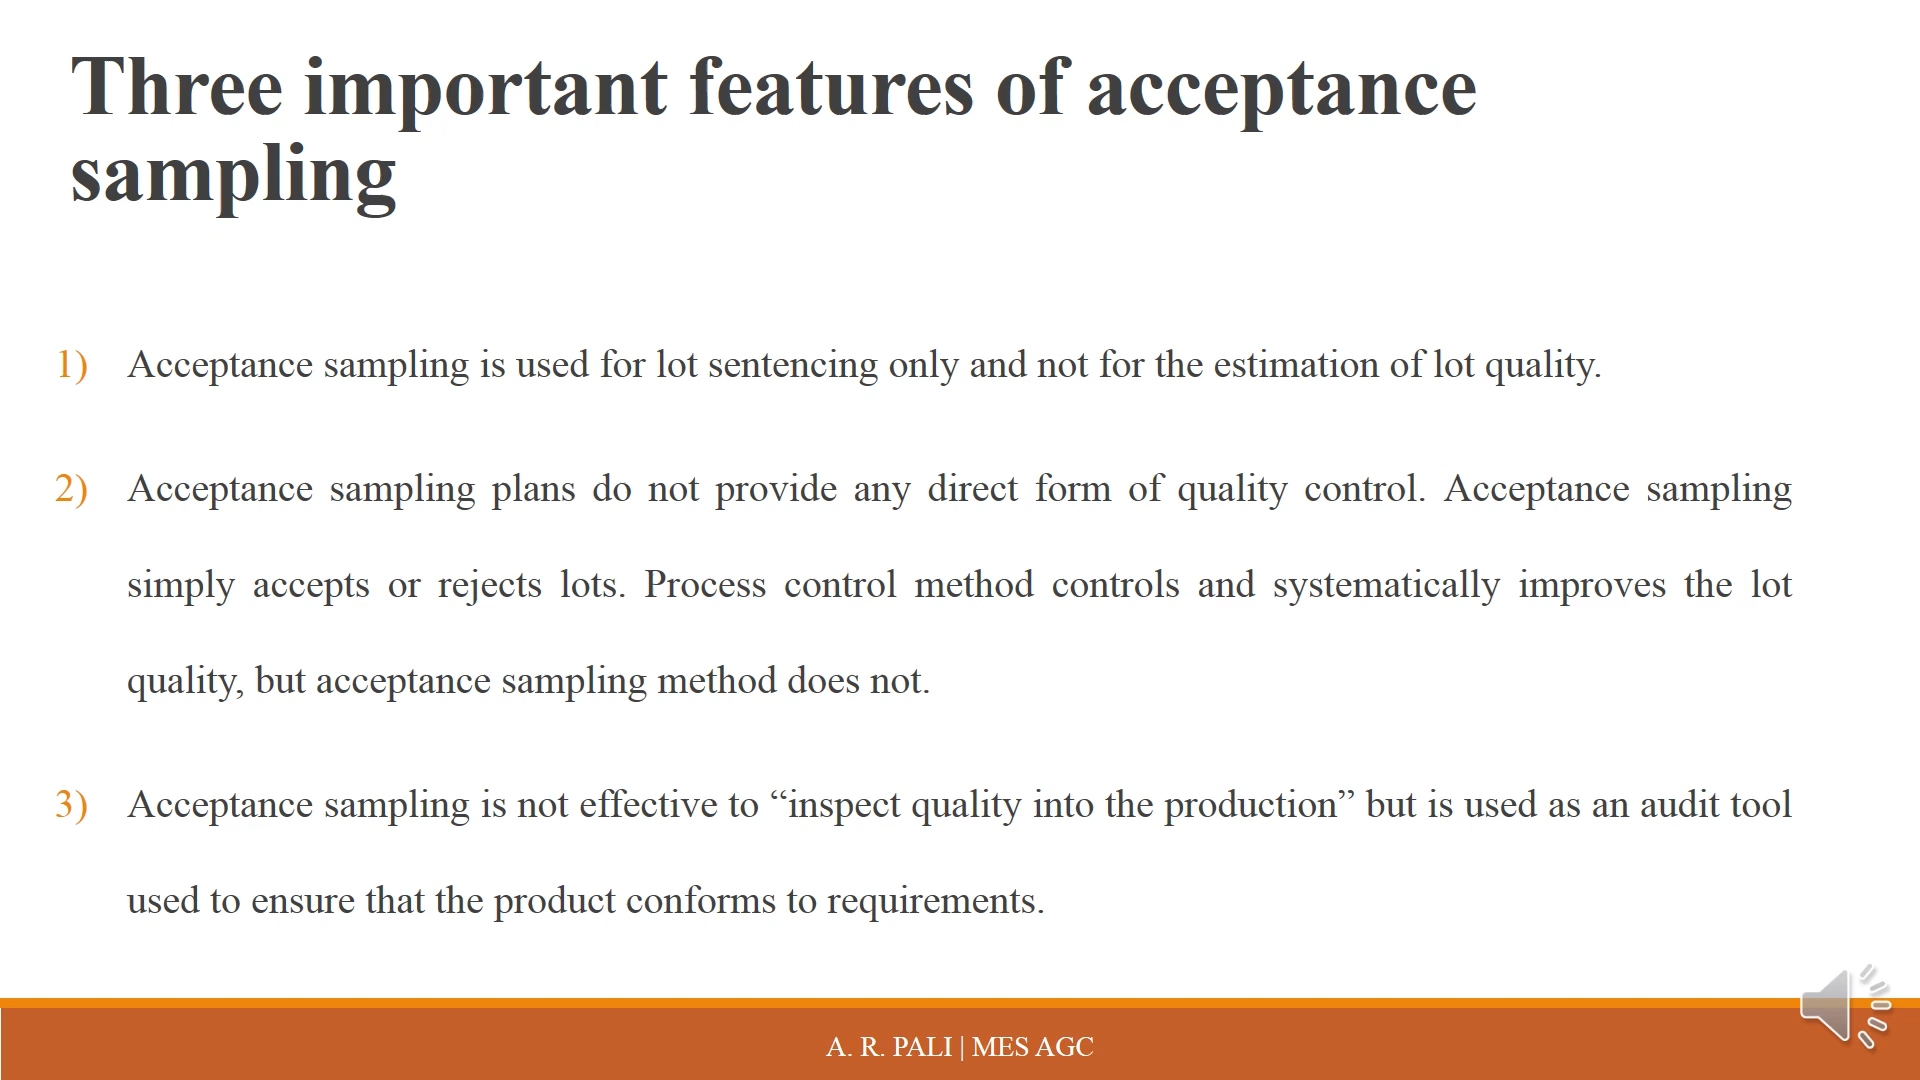 Three important features of acceptance
sampling
1) Acceptance sampling is used for lot sentencing only and not for the estimation of lot quality.
2) Acceptance sampling plans do not provide any direct form of quality control. Acceptance sampling
simply accepts or rejects lots. Process control method controls and systematically improves the lot
quality, but acceptance sampling method does not.
3) Acceptance sampling is not effective to “inspect quality into the production” but is used as an audit tool
used to ensure that the product conforms to requirements.
A. R. PALI | MES AGC